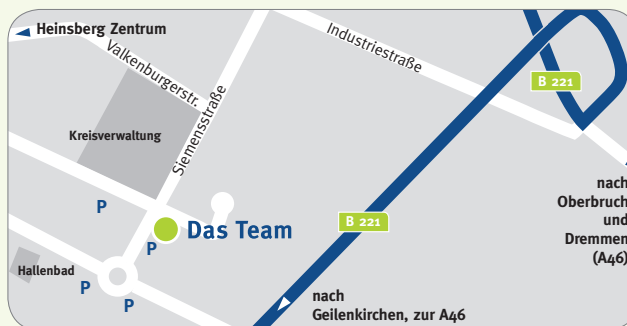 Heinsberg Zentrum
Industriestraße
Valkenburgerstr.
B 221
Kreisverwaltung
Siemensstraße
nach
Oberbruch
und
Dremmen
(A46)
P
B 221
Das Team
P
Hallenbad
P
P
nach
Geilenkirchen, zur A46